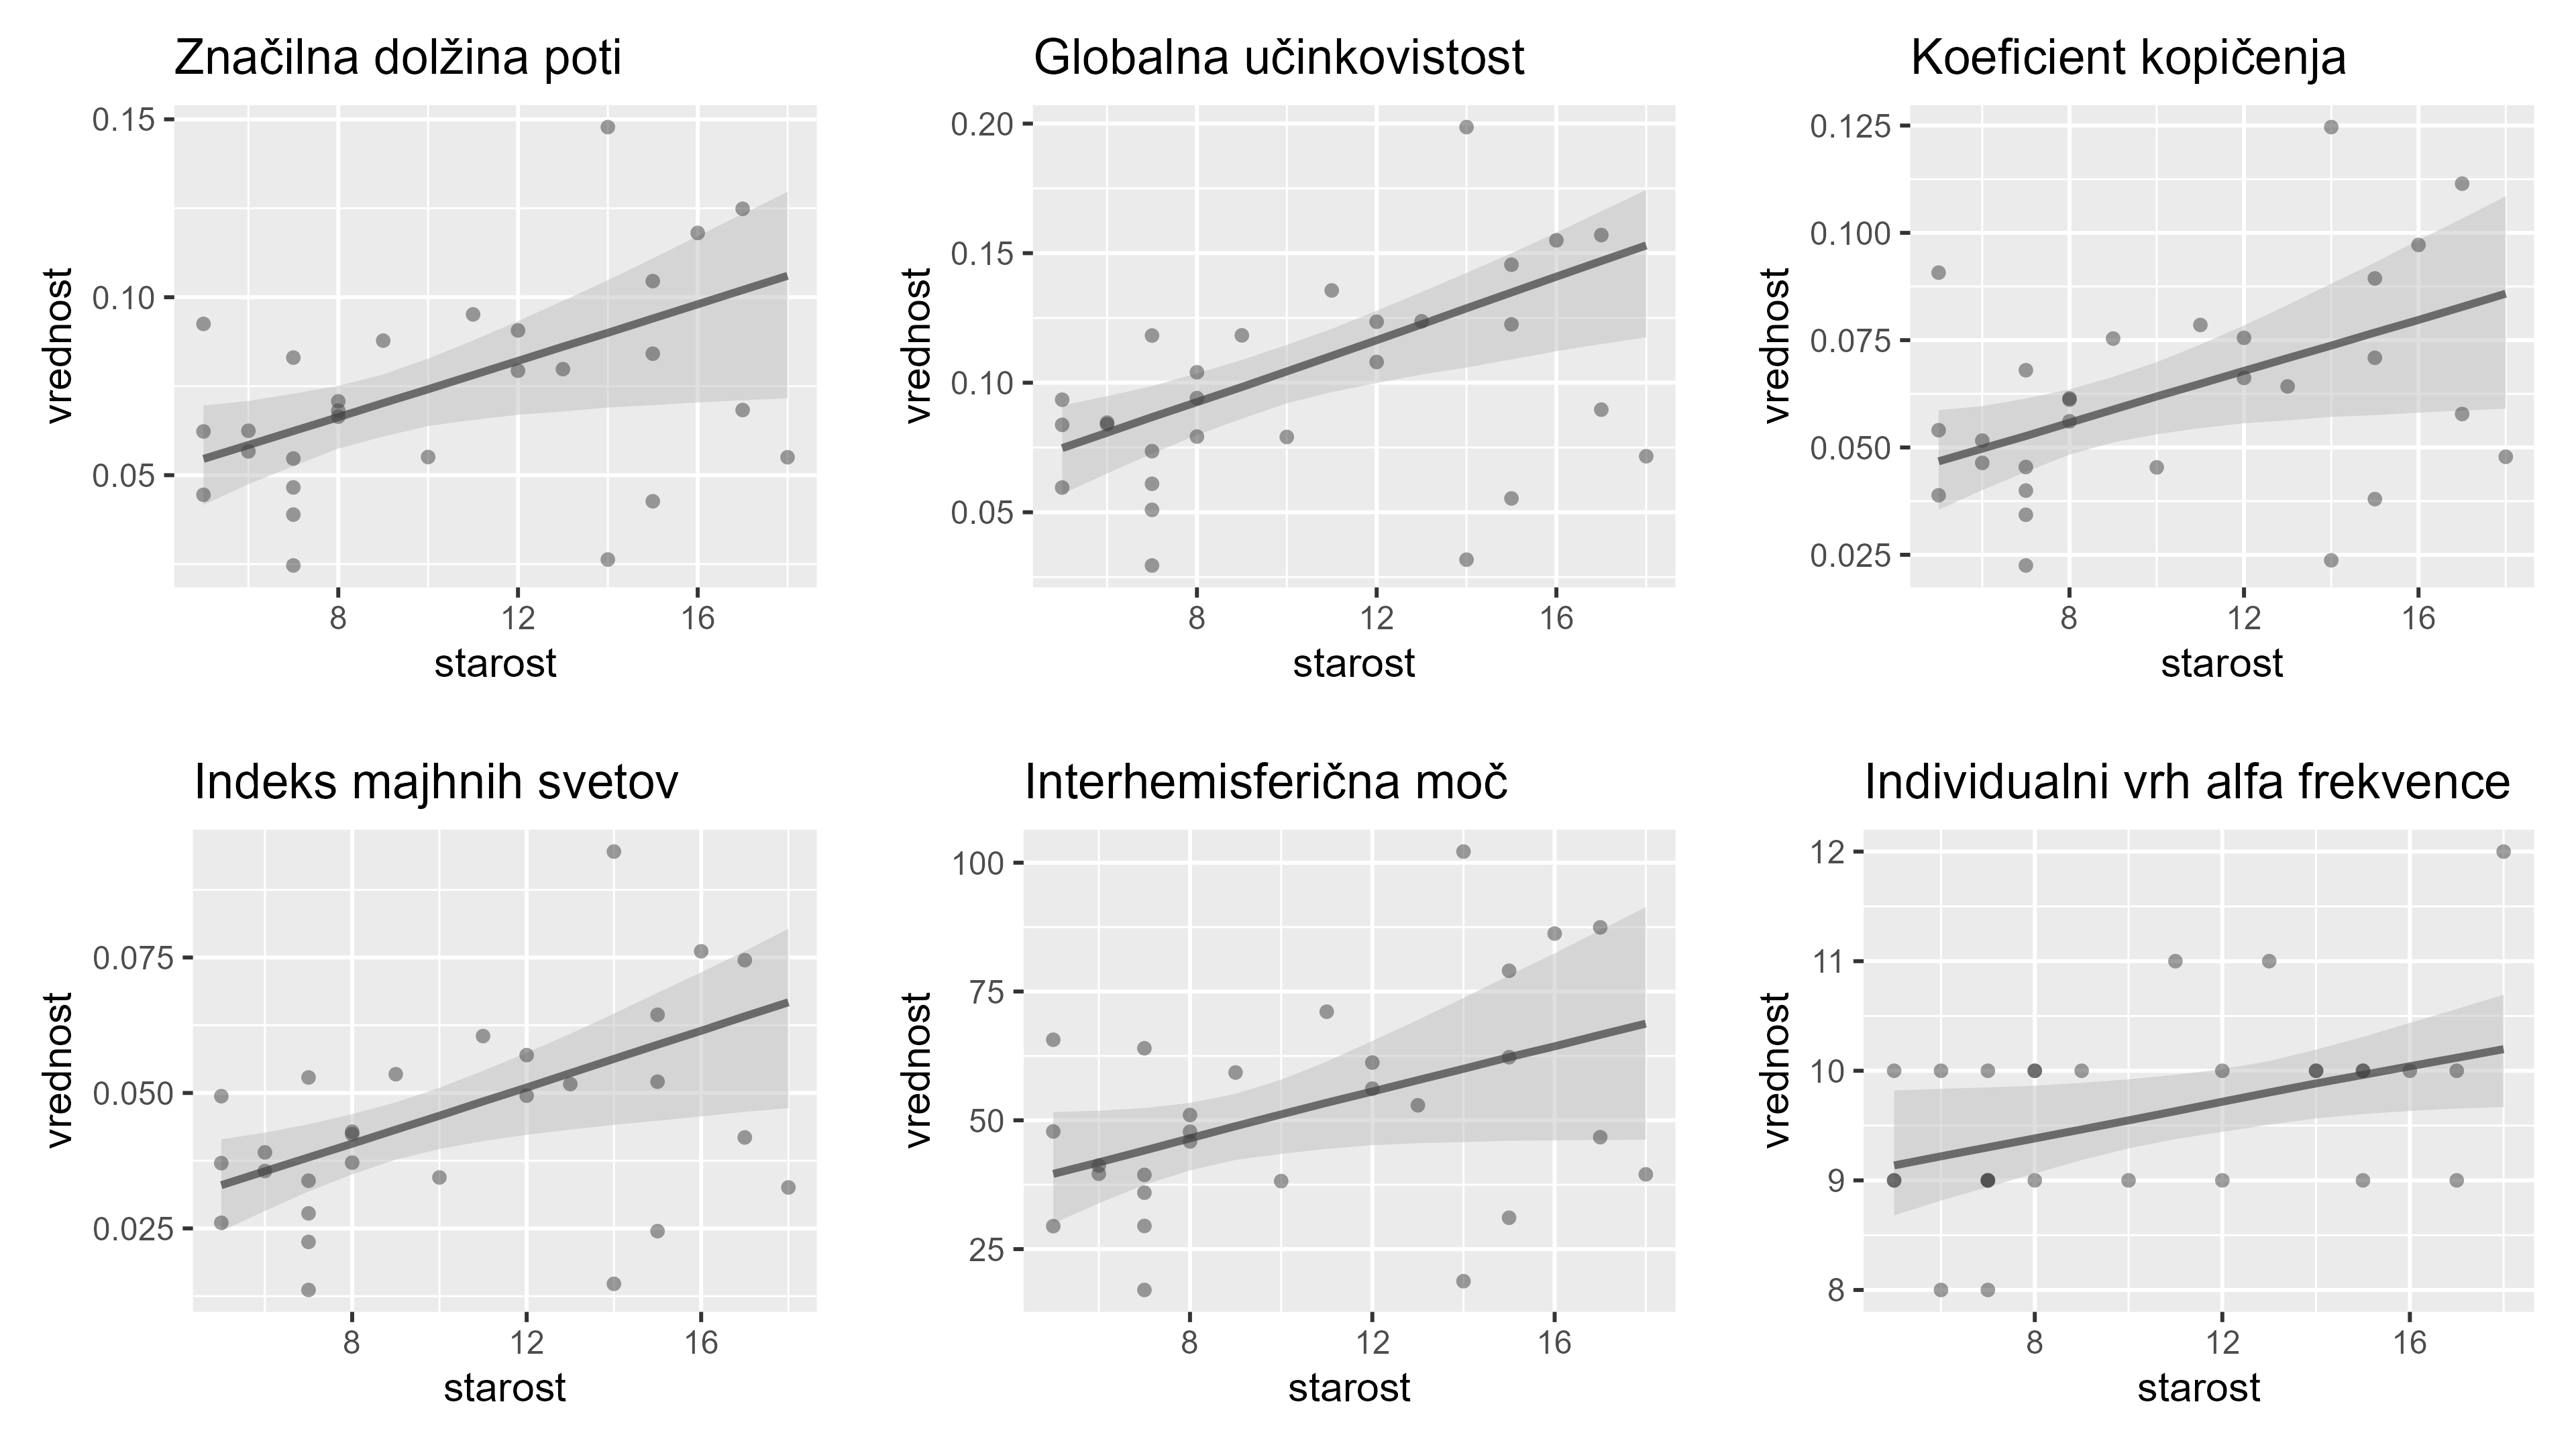 Značilna dolžina poti
0.15
0.10
0.05
vrednost
8 12 16
starost
Globalna učinkovistost
0.20
0.15
0.10
0.05
vrednost
8 12 16
starost
Koeficient kopičenja
0.125
0.100
0.075
0.050
0.025
vrednost
8 12 16
starost
Indeks majhnih svetov
0.075
0.050
0.025
vrednost
8 12 16
starost
Interhemisferična moč
100
75
50
25
vrednost
8 12 16
starost
Individualni vrh alfa frekvence
12
11
10
9
8
vrednost
8 12 16
starost